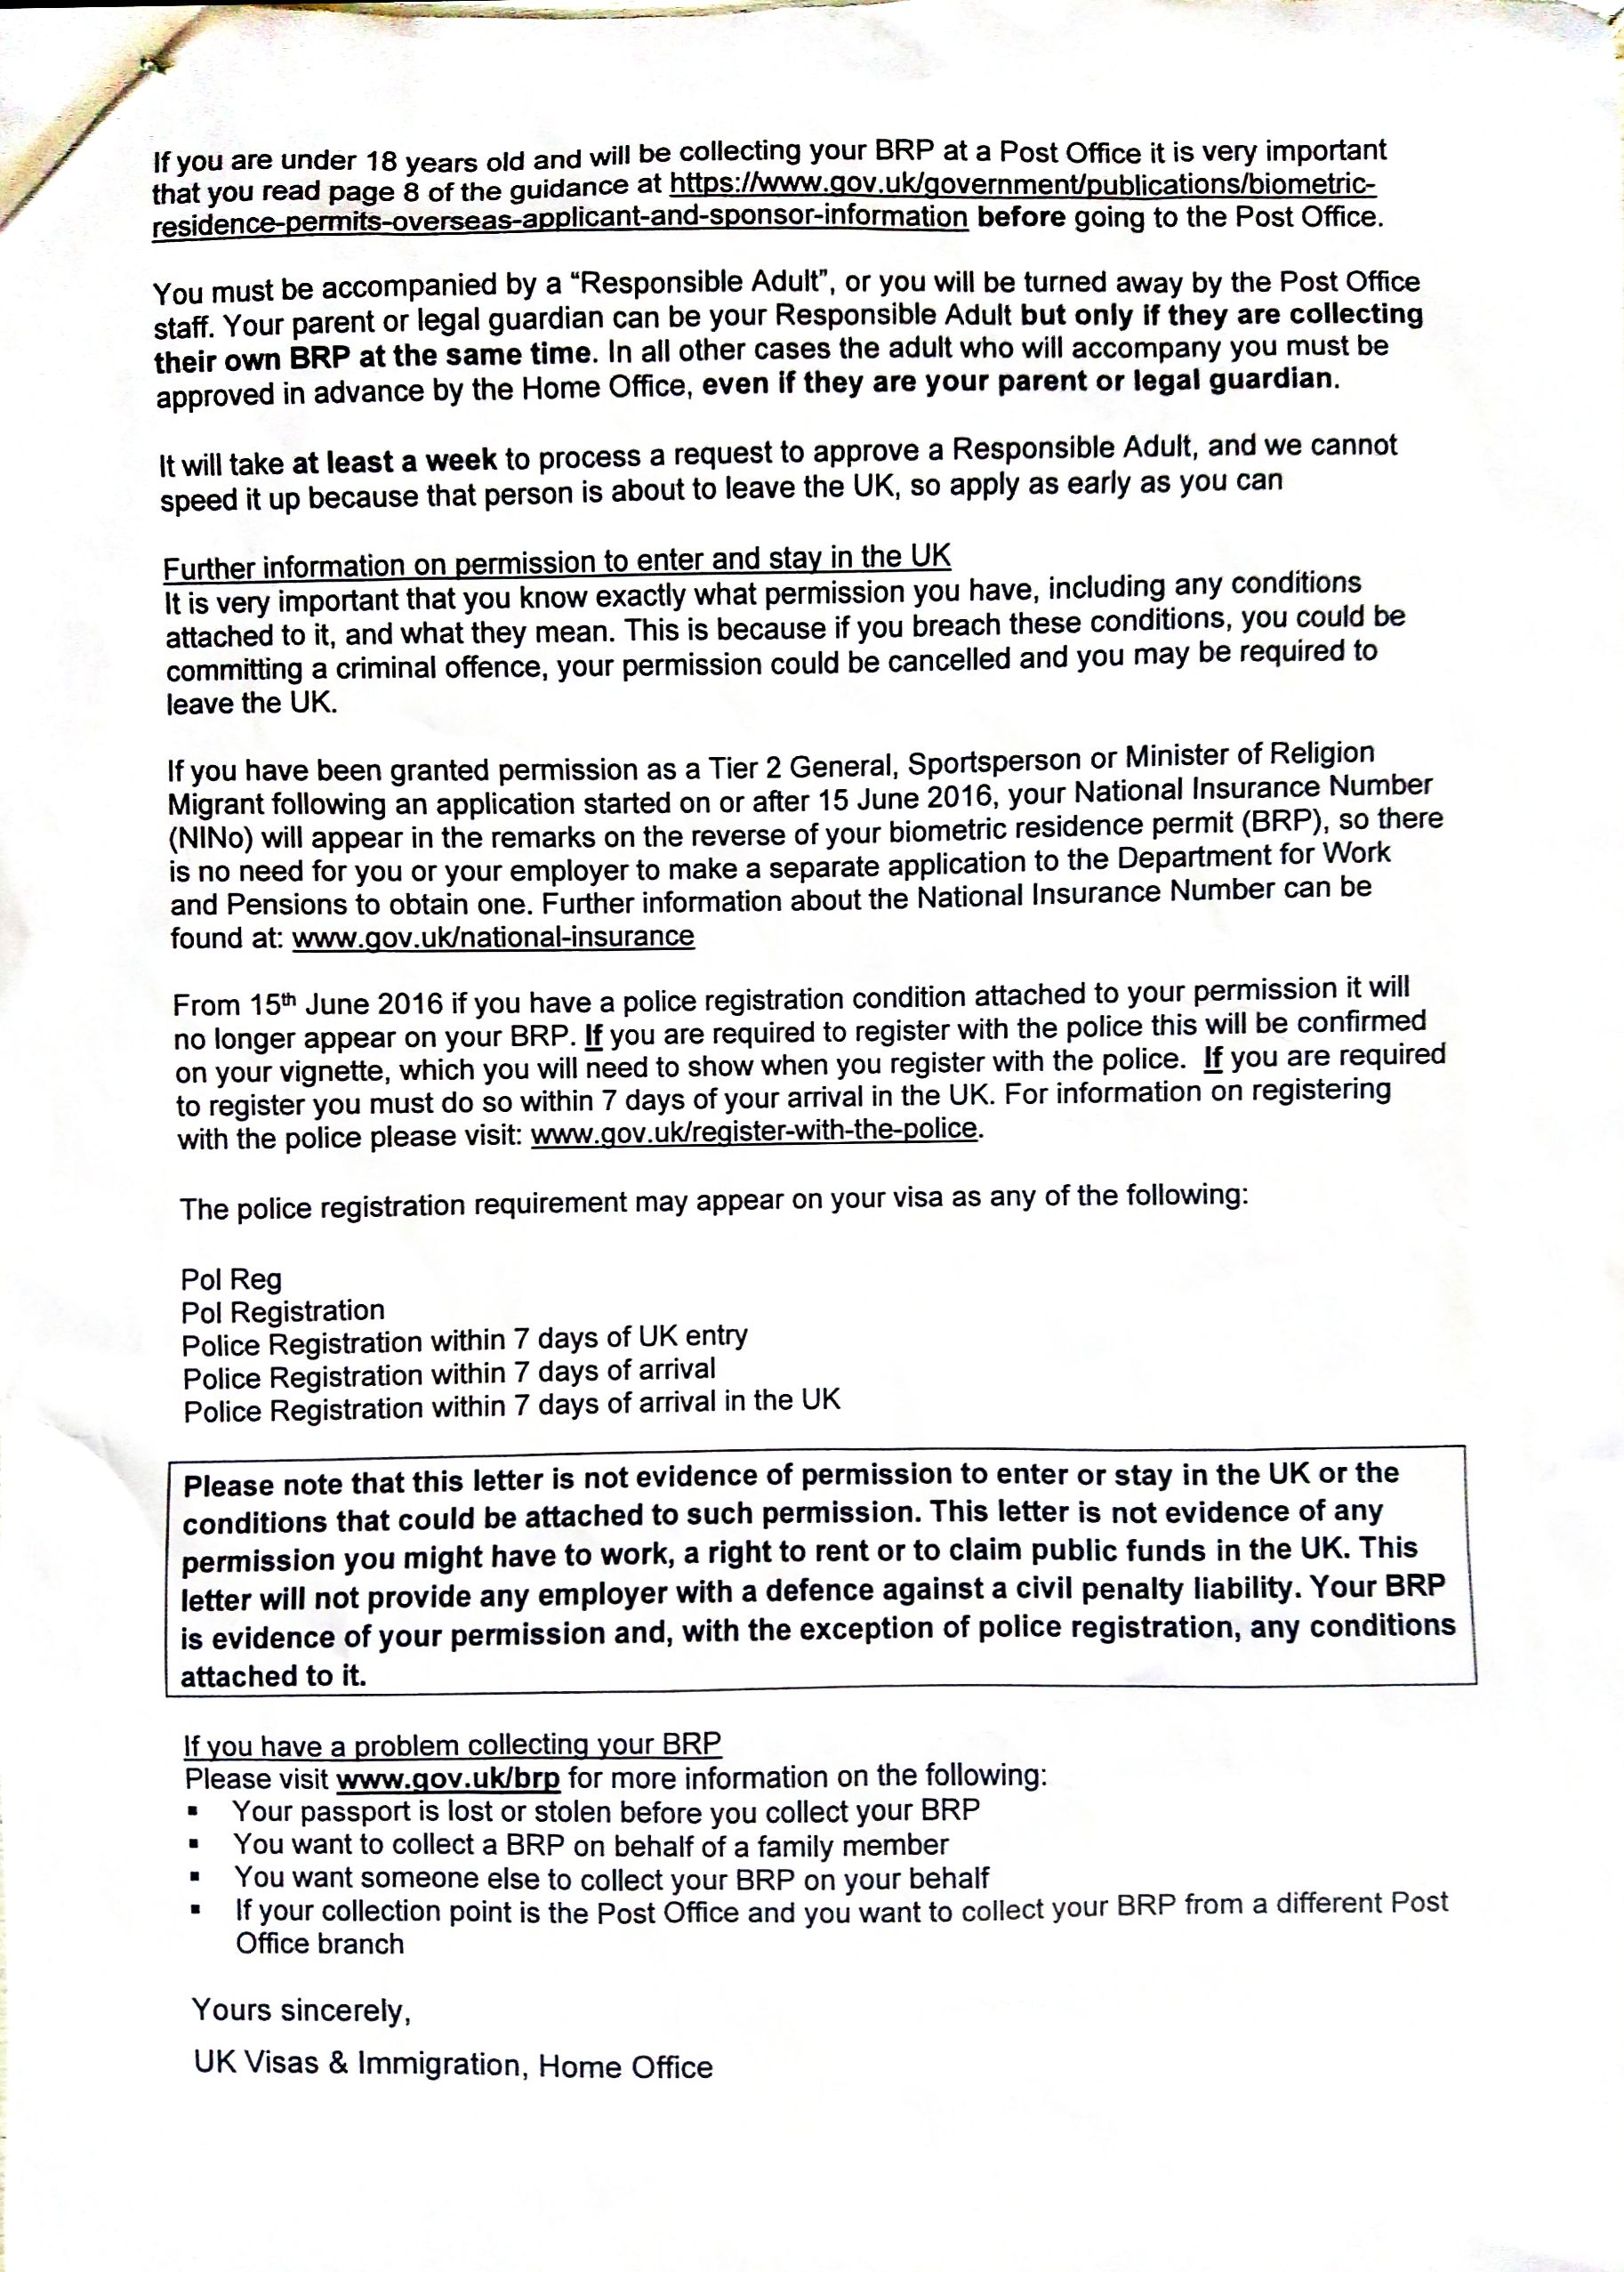 If you are under 18 years old and will be collecting your BRP at a Post Office it is very important
that you read page 8 of the guidance at https://www.gov.uk/government/publications/biometric-
residence-permits-overseas-applicant-and-sponsor-information before going to the Post Office.
You must be accompanied by a “Responsible Adult”, or you will be turned away by the Post Office
staff. Your parent or legal guardian can be your Responsible Adult but only if they are collecting
their own BRP at the same time. In all other cases the adult who will accompany you must be
approved in advance by the Home Office, even if they are your parent or legal guardian.
It will take at least a week to process a request to approve a Responsible Adult, and we cannot
speed it up because that person is about to leave the UK, so apply as early as you can
Further information on permission to enter and stay in the UK
It is very important that you know exactly what permission you have, including any conditions
attached to it, and what they mean. This is because if you breach these conditions, you could be
committing a criminal offence, your permission could be cancelled and you may be required to
leave the UK.
If you have been granted permission as a Tier 2 General, Sportsperson or Minister of Religion
Migrant following an application started on or after 15 June 2016, your National Insurance Number
(NINo) will appear in the remarks on the reverse of your biometric residence permit (BRP), so there
is no need for you or your employer to make a separate application to the Department for Work
and Pensions to obtain one. Further information about the National Insurance Number can be
found at: www.gov.uk/national-insurance
From 15th June 2016 if you have a police registration condition attached to your permission it will
no longer appear on your BRP. If you are required to register with the police this will be confirmed
on your vignette, which you will need to show when you register with the police. If you are required
to register you must do so within 7 days of your arrival in the UK. For information on registering
with the police please visit: www.gov.uk/register-with-the-police.
The police registration requirement may appear on your visa as any of the following:
Pol Reg
Pol Registration
Police Registration within 7 days of UK entry
Police Registration within 7 days of arrival
Police Registration within 7 days of arrival in the UK
Please note that this letter is not evidence of permission to enter or stay in the UK or the
conditions that could be attached to such permission. This letter is not evidence of any
permission you might have to work, a right to rent or to claim public funds in the UK. This
letter will not provide any employer with a defence against a civil penalty liability. Your BRP
is evidence of your permission and, with the exception of police registration, any conditions
attached to it.
If you have a problem collecting your BRP
Please visit www.gov.uk/brp for more information on the following:
▪ Your passport is lost or stolen before you collect your BRP
▪ You want to collect a BRP on behalf of a family member
▪ You want someone else to collect your BRP on your behalf
▪ If your collection point is the Post Office and you want to collect your BRP from a different Post
Office branch
Yours sincerely,
UK Visas & Immigration, Home Office